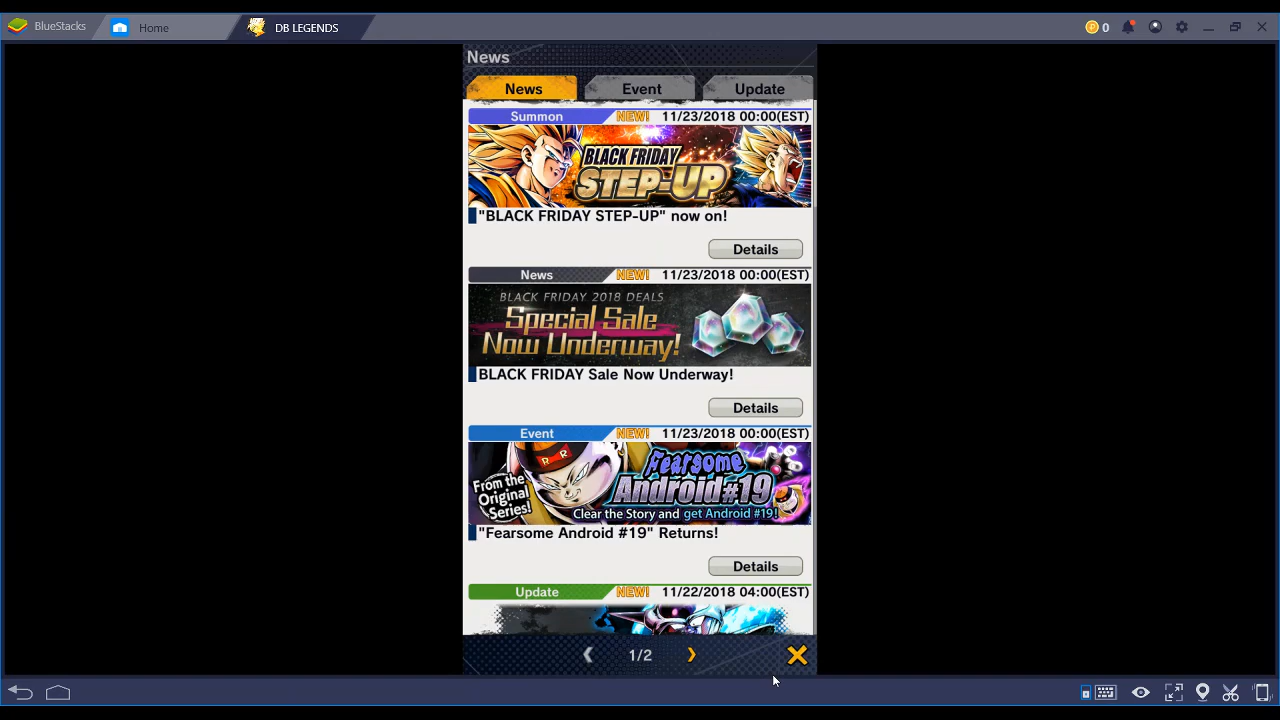 BlueStacks
Home
DB LEGENDS
0
News
News
Event
Update
Summon NEW! 11/23/2018 00:00(EST)
BLACK FRIDAY
STEP-UP
"BLACK FRIDAY STEP-UP" now on!
Details
News NEW! 11/23/2018 00:00(EST)
BLACK FRIDAY 2018 DEALS
Special Sale
Now Underway!
BLACK FRIDAY Sale Now Underway!
Details
Event NEW! 11/23/2018 00:00(EST)
RR
From the
Original
Series!
Fearsome
Android#19
Clear the Story and get Android #19!
"Fearsome Android #19" Returns!
Details
Update NEW! 11/22/2018 04:00(EST)
1/2